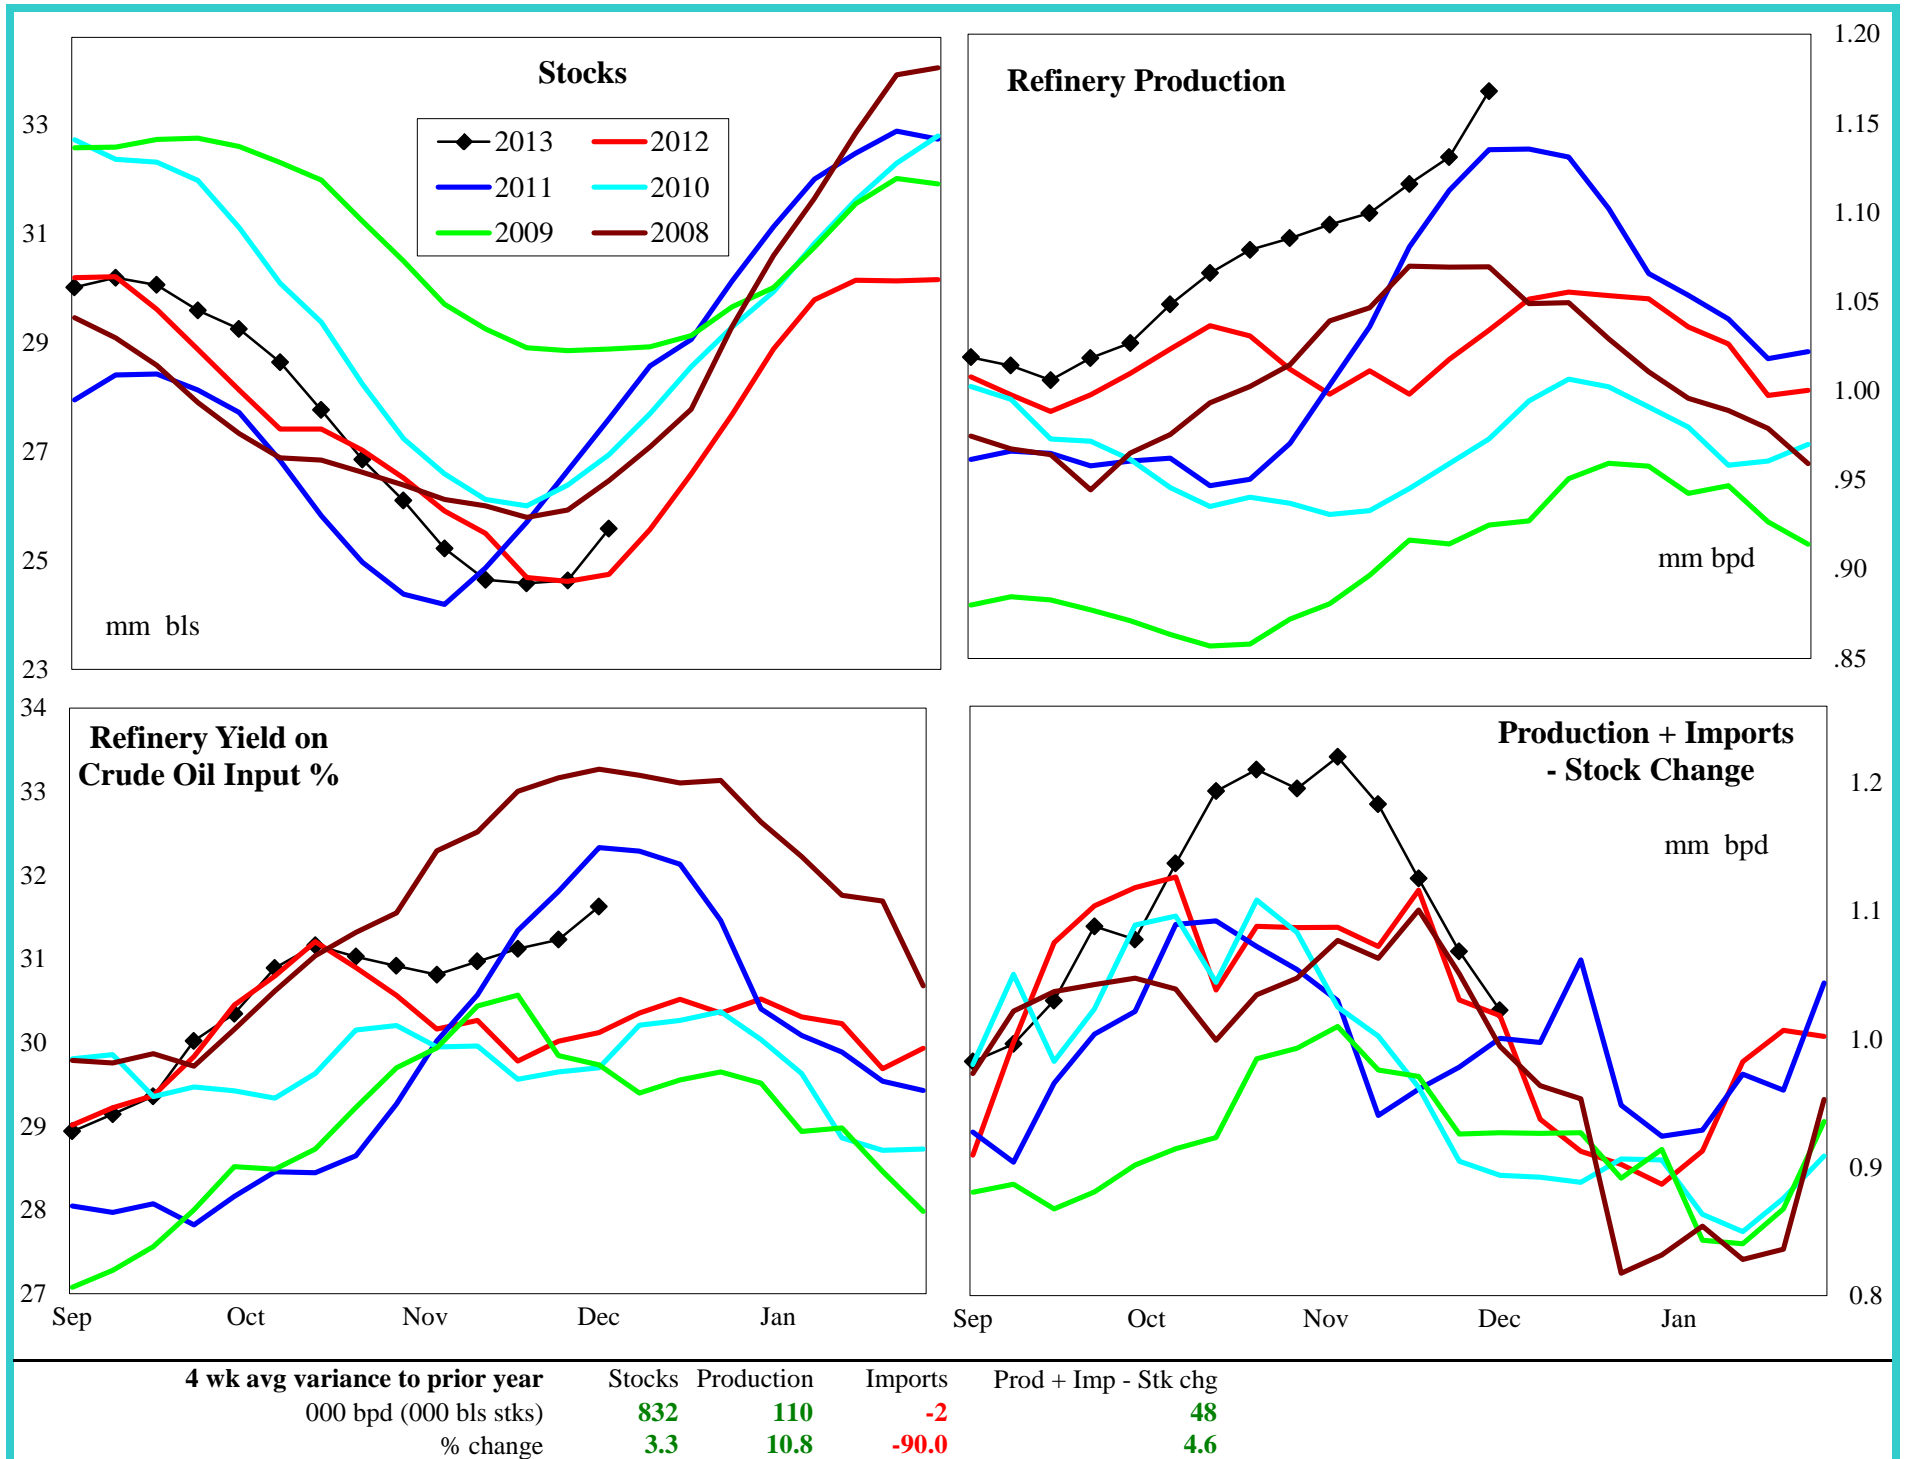 Stocks
2013 2012
2011 2010
2009 2008
33
31
29
27
25
23
mm bls
Refinery Production
1.20
1.15
1.10
1.05
1.00
.95
.90
.85
mm bpd
Refinery Yield on
Crude Oil Input %
34
33
32
31
30
29
28
27
Sep Oct Nov Dec Jan
Production + Imports
- Stock Change
mm bpd
1.2
1.1
1.0
0.9
0.8
Sep Oct Nov Dec Jan
4 wk avg variance to prior year Stocks Production Imports Prod + Imp - Stk chg
000 bpd (000 bls stks) 832 110 -2 48
% change 3.3 10.8 -90.0 4.6